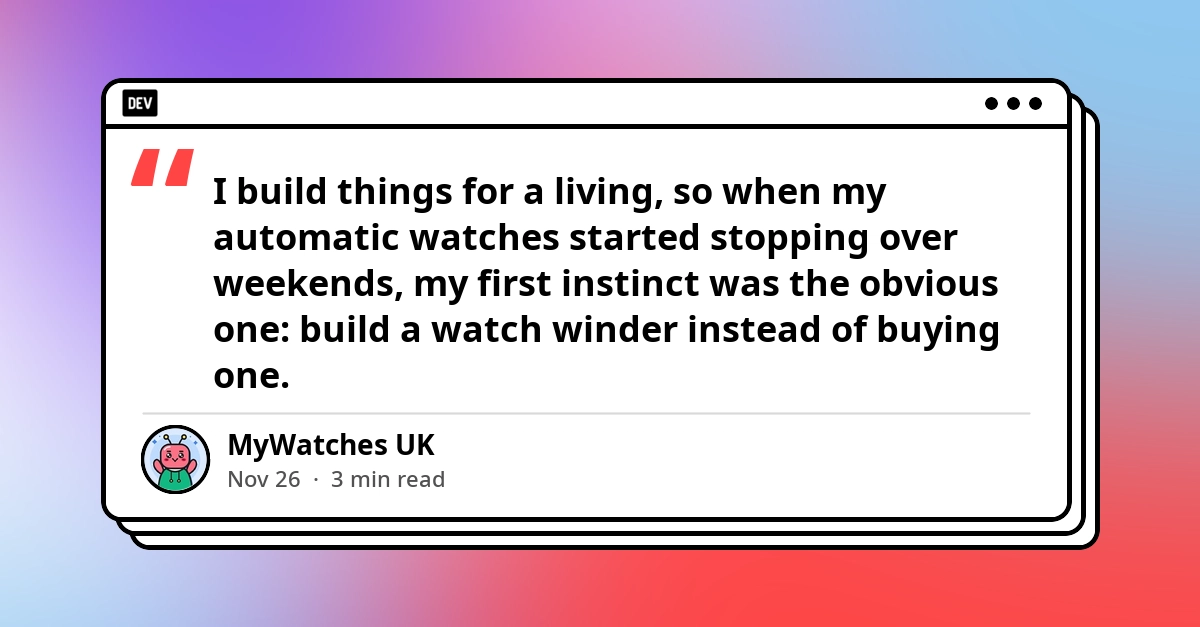 DEV
“
I build things for a living, so when my
automatic watches started stopping over
weekends, my first instinct was the obvious
one: build a watch winder instead of buying
one.
MyWatches UK
Nov 26 · 3 min read